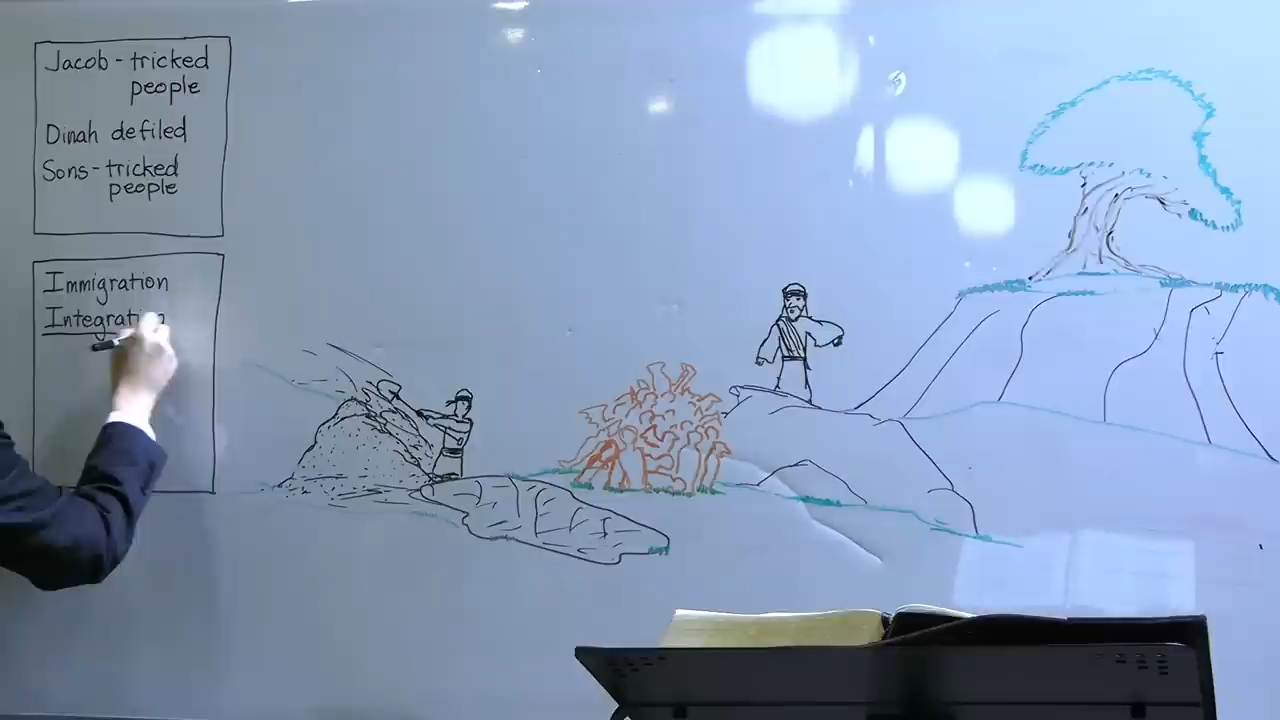 Jacob - tricked
people
Dinah defiled
Sons - tricked
people
Immigration
Integration